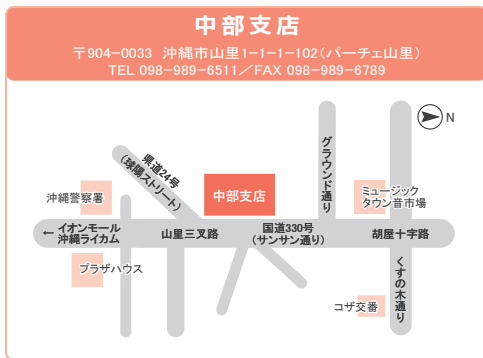 中部支店
〒904-0033 沖縄市山里1-1-1-102(パーチェ山里)
TEL 098-989-6511／FAX 098-989-6789
N
県道24号
(球陽ストリート)
グラウンド通り
沖縄警察署
中部支店
ミュージック
タウン音市場
← イオンモール
沖縄ライカム
山里三叉路
国道330号
(サンサン通り)
胡屋十字路
プラザハウス
くすの木通り
コザ交番